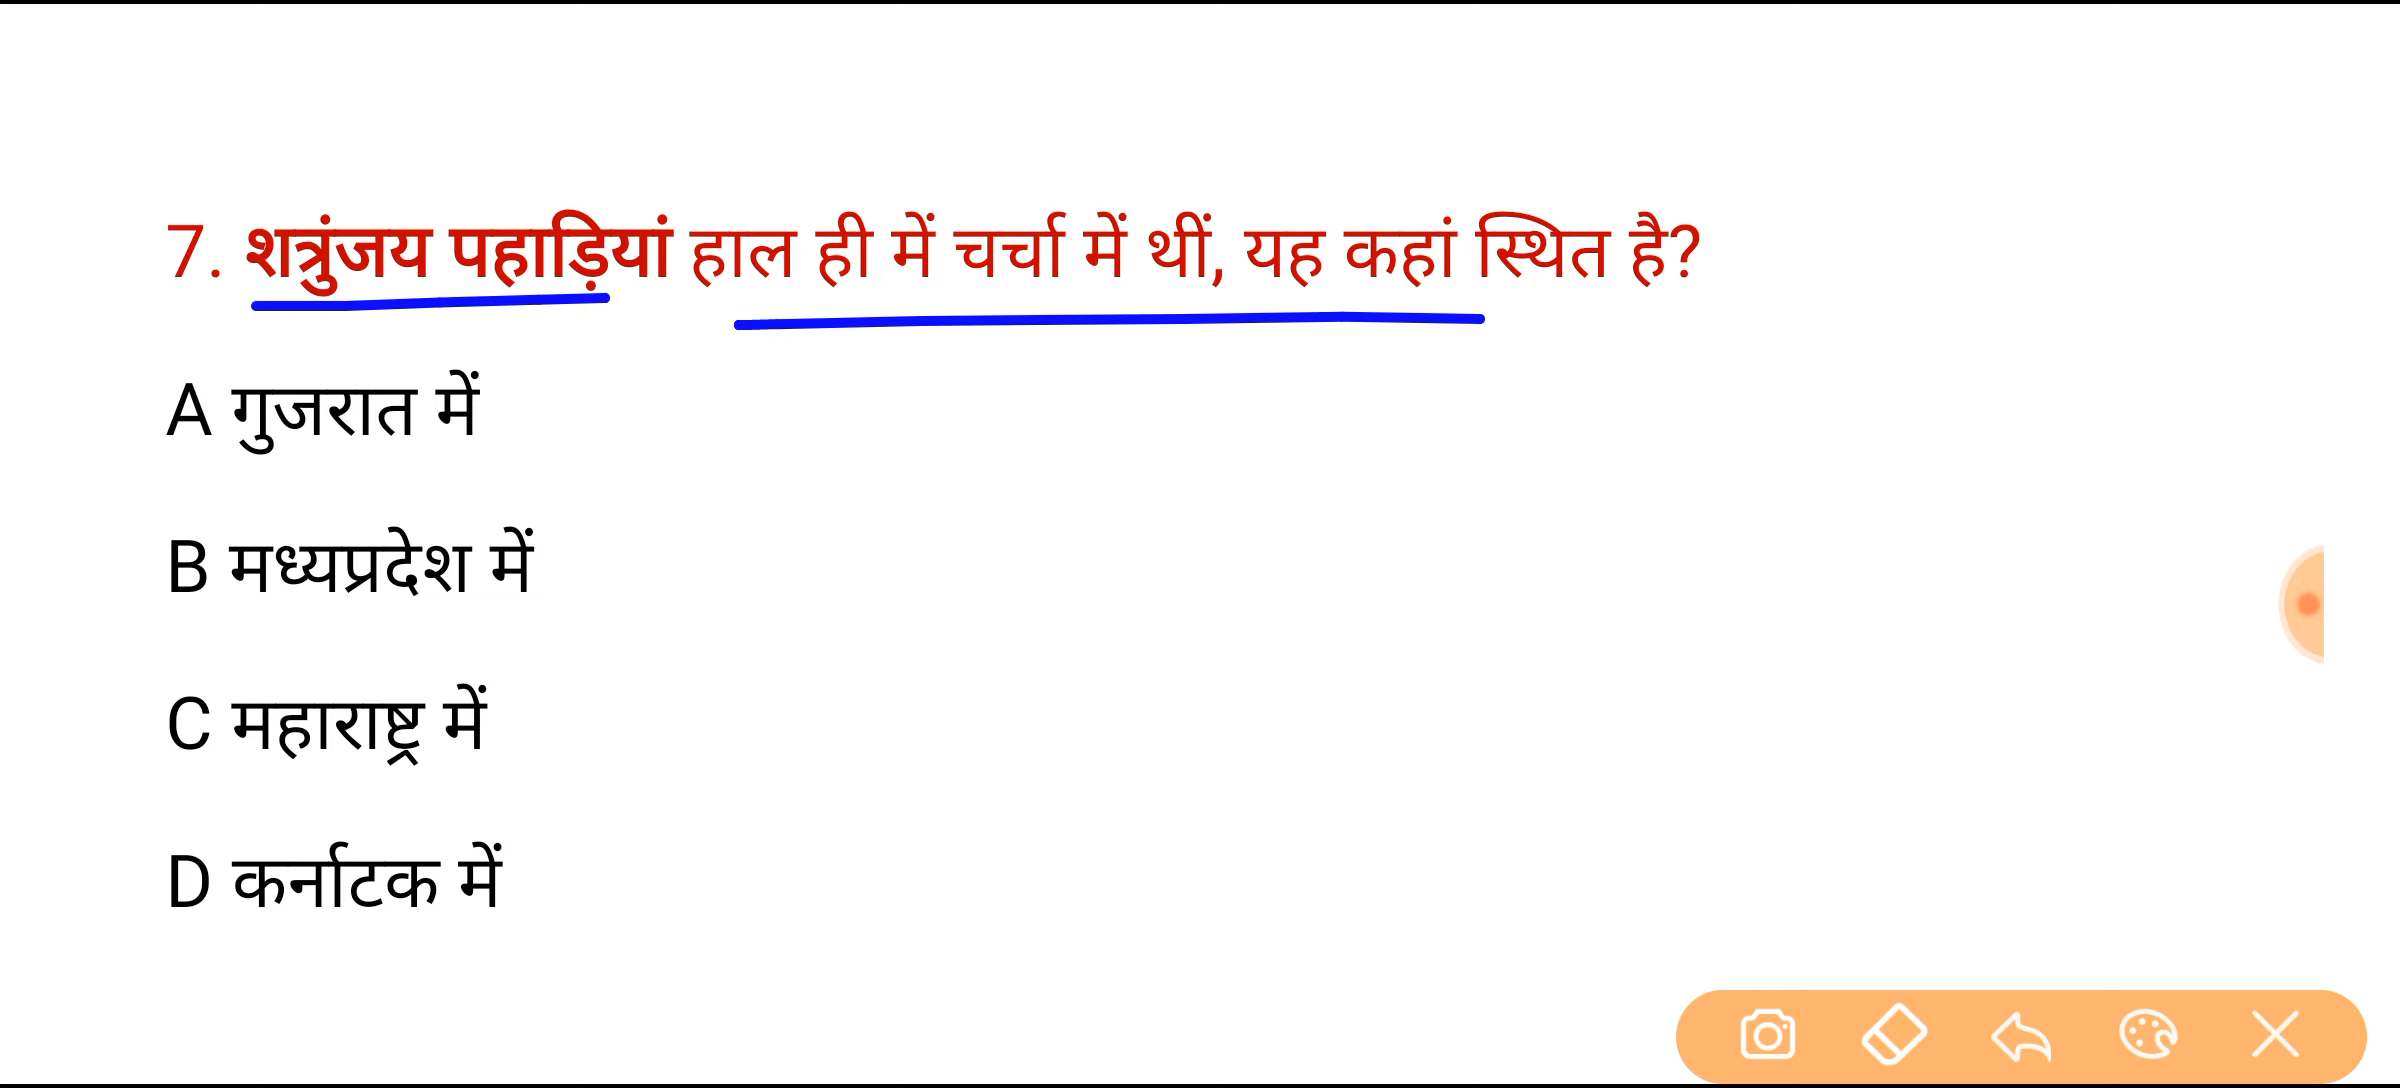 7. शत्रुंजय पहाड़ियां हाल ही में चर्चा में थीं, यह कहां स्थित है?
A गुजरात में
B मध्यप्रदेश में
C महाराष्ट्र में
D कर्नाटक में